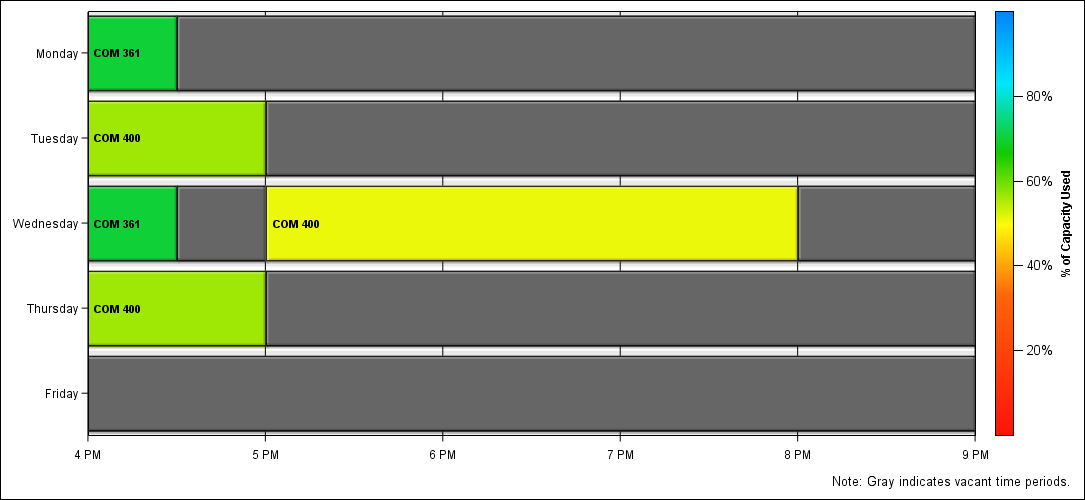 Monday
COM 361
Tuesday
COM 400
Wednesday
COM 361
COM 400
Thursday
COM 400
Friday
4 PM
5 PM
6 PM
7 PM
8 PM
9 PM
80%
60%
40%
20%
% of Capacity Used
Note: Gray indicates vacant time periods.